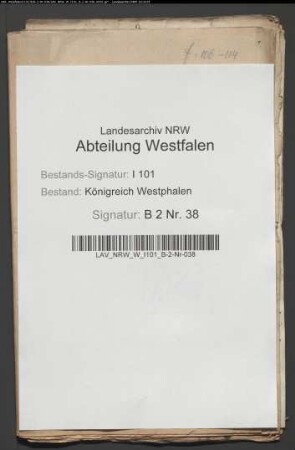 Landesarchiv NRW
Abteilung Westfalen
Bestands-Signatur: I 101
Bestand: Königreich Westphalen
Signatur: B 2 Nr. 38
LAV_NRW_W_I101_B-2-Nr-038